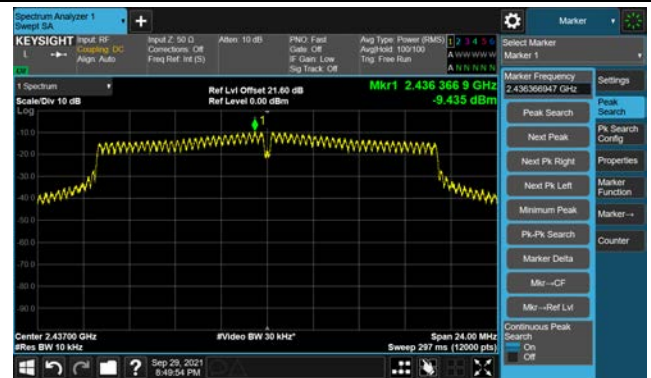 Spectrum Analyzer 1
Swept SA
+
Marker
KEYSIGHT
L
Input: RF
Coupling: DC
Align: Auto
Input Z: 50 Ω
Corrections: Off
Freq Ref: Int (S)
Atten: 10 dB
PNO: Fast
Gate: Off
IF Gain: Low
Sig Track: Off
Avg Type: Power (RMS)
Avg|Hold: 100/100
Trig: Free Run
1 2 3 4 5 6
A W W W W W
A N N N N N
Select Marker
Marker 1
1 Spectrum
Scale/Div 10 dB
Log
Ref Lvl Offset 21.60 dB
Ref Level 0.00 dBm
Mkr1 2.436 366 9 GHz
-9.435 dBm
1
-10.0
-20.0
-30.0
-40.0
-50.0
-60.0
-70.0
-80.0
-90.0
Center 2.43700 GHz
#Res BW 10 kHz
#Video BW 30 kHz*
Span 24.00 MHz
Sweep 297 ms (12000 pts)
Marker Frequency
2.436366947 GHz
Peak Search
Next Peak
Next Pk Right
Next Pk Left
Minimum Peak
Pk-Pk Search
Marker Delta
Mkr→CF
Mkr→Ref Lvl
Continuous Peak
Search
On
Off
Settings
Peak
Search
Pk Search
Config
Properties
Marker
Function
Marker→
Counter
?
Sep 29, 2021
8:49:54 PM